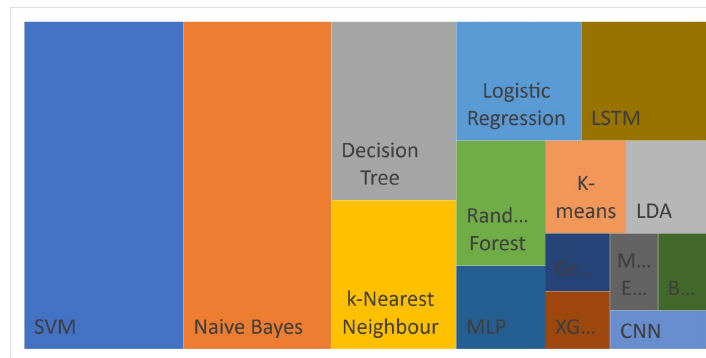 SVM
Naive Bayes
Decision
Tree
k-Nearest
Neighbour
Logistic
Regression
LSTM
Rand...
Forest
MLP
K-
means
LDA
XG...
M...
E...
B...
CNN